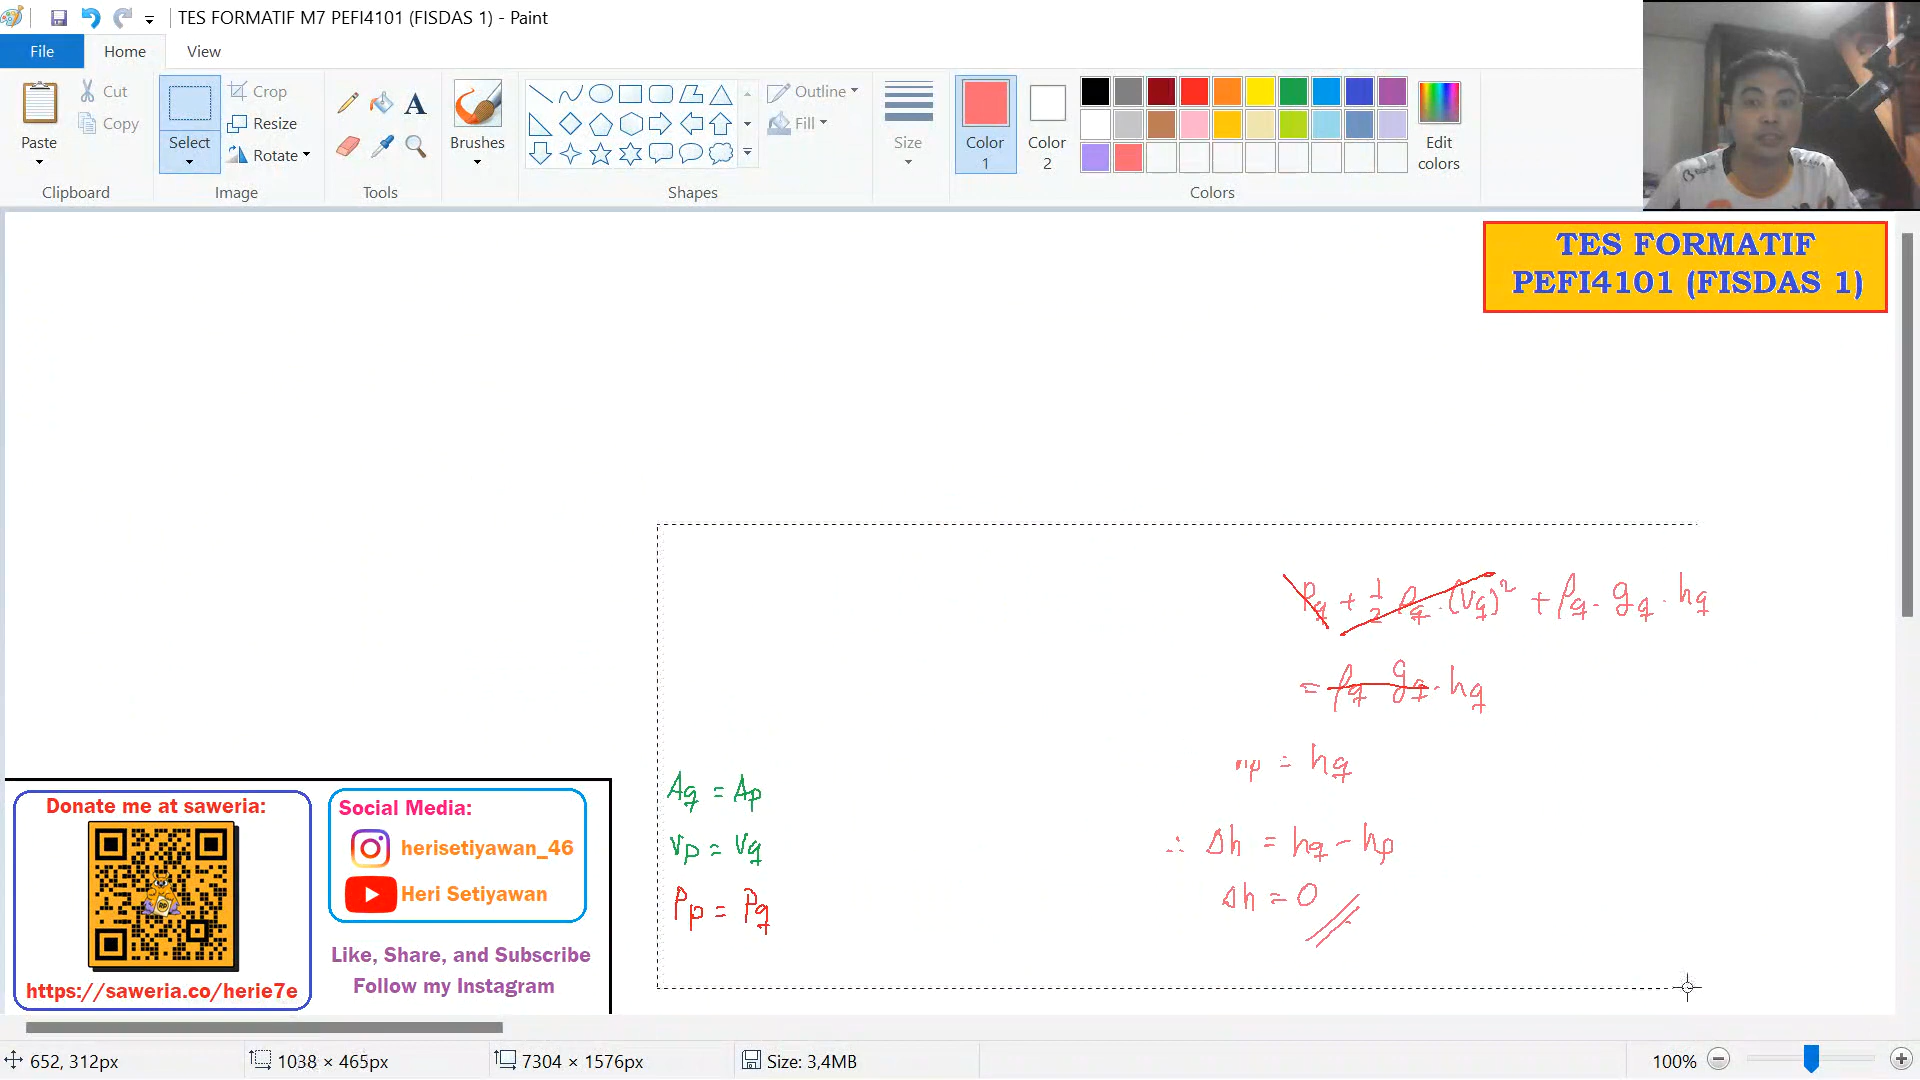 TES FORMATIF M7 PEFI4101 (FISDAS 1) - Paint
File Home View
Paste
Cut
Copy
Clipboard
Select
Crop
Resize
Rotate
Image
Tools
Brushes
Shapes
Outline
Fill
Size
Color 1
Color 2
Edit colors
Colors
TES FORMATIF
PEFI4101 (FISDAS 1)
Pq + 1/2 ρq . (Vq)² + ρq . gq . hq
= ρq gq . hq
= hq
∴ Δh = hq - hp
Δh = 0
Aq = Ap
Vp = Vq
Pp = Pq
Donate me at saweria:
https://saweria.co/herie7e
Social Media:
herisetiyawan_46
Heri Setiyawan
Like, Share, and Subscribe
Follow my Instagram
652, 312px
1038 × 465px
7304 × 1576px
Size: 3,4MB
100%